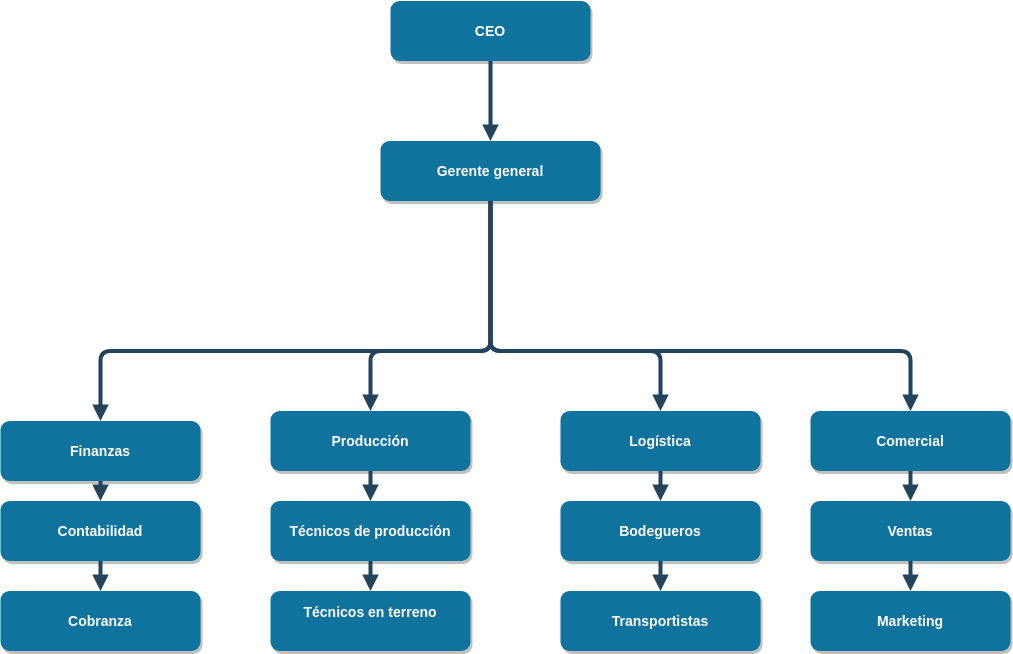 CEO
Gerente general
Finanzas
Producción
Logística
Comercial
Contabilidad
Técnicos de producción
Bodegueros
Ventas
Cobranza
Técnicos en terreno
Transportistas
Marketing